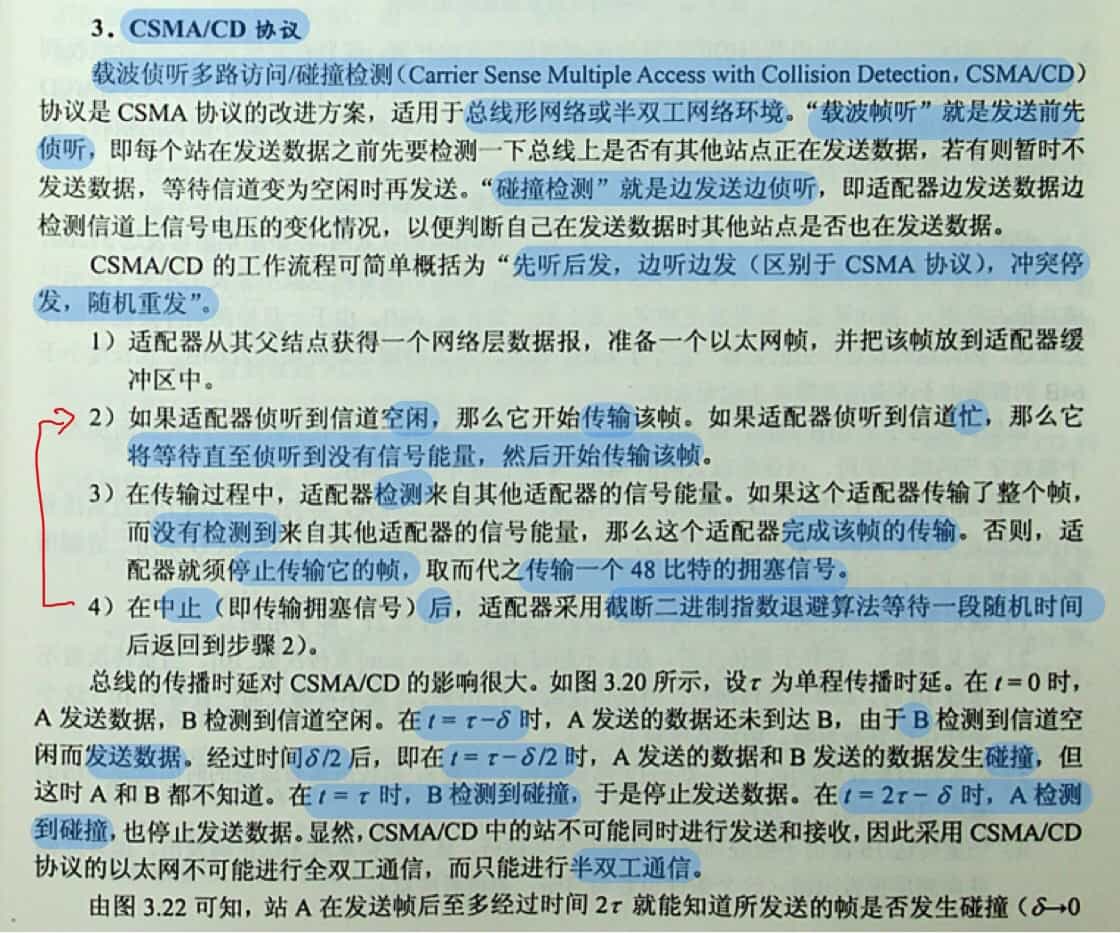 3. CSMA/CD 协议
载波侦听多路访问/碰撞检测(Carrier Sense Multiple Access with Collision Detection, CSMA/CD)
协议是 CSMA 协议的改进方案，适用于总线形网络或半双工网络环境。“载波帧听”就是发送前先
侦听，即每个站在发送数据之前先要检测一下总线上是否有其他站点正在发送数据，若有则暂时不
发送数据，等待信道变为空闲时再发送。“碰撞检测”就是边发送边侦听，即适配器边发送数据边
检测信道上信号电压的变化情况，以便判断自己在发送数据时其他站点是否也在发送数据。
CSMA/CD 的工作流程可简单概括为“先听后发，边听边发（区别于 CSMA 协议），冲突停
发，随机重发”。
1）适配器从其父结点获得一个网络层数据报，准备一个以太网帧，并把该帧放到适配器缓
冲区中。
2）如果适配器侦听到信道空闲，那么它开始传输该帧。如果适配器侦听到信道忙，那么它
将等待直至侦听到没有信号能量，然后开始传输该帧。
3）在传输过程中，适配器检测来自其他适配器的信号能量。如果这个适配器传输了整个帧，
而没有检测到来自其他适配器的信号能量，那么这个适配器完成该帧的传输。否则，适
配器就须停止传输它的帧，取而代之传输一个 48 比特的拥塞信号。
4）在中止（即传输拥塞信号）后，适配器采用截断二进制指数退避算法等待一段随机时间
后返回到步骤 2）。
总线的传播时延对 CSMA/CD 的影响很大。如图 3.20 所示，设τ 为单程传播时延。在 t = 0 时，
A 发送数据，B 检测到信道空闲。在 t = τ−δ 时，A 发送的数据还未到达 B，由于 B 检测到信道空
闲而发送数据。经过时间δ/2 后，即在 t = τ−δ/2 时，A 发送的数据和 B 发送的数据发生碰撞，但
这时 A 和 B 都不知道。在 t = τ 时，B 检测到碰撞，于是停止发送数据。在 t = 2τ− δ 时，A 检测
到碰撞，也停止发送数据。显然，CSMA/CD 中的站不可能同时进行发送和接收，因此采用 CSMA/CD
协议的以太网不可能进行全双工通信，而只能进行半双工通信。
由图 3.22 可知，站 A 在发送帧后至多经过时间 2τ 就能知道所发送的帧是否发生碰撞（δ→0